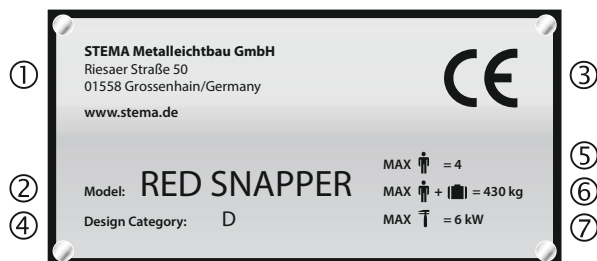 STEMA Metalleichtbau GmbH
Riesaer Straße 50
01558 Grossenhain/Germany
www.stema.de
CE
Model: RED SNAPPER
Design Category: D
MAX = 4
MAX + = 430 kg
MAX = 6 kW
①
②
④
③
⑤
⑥
⑦